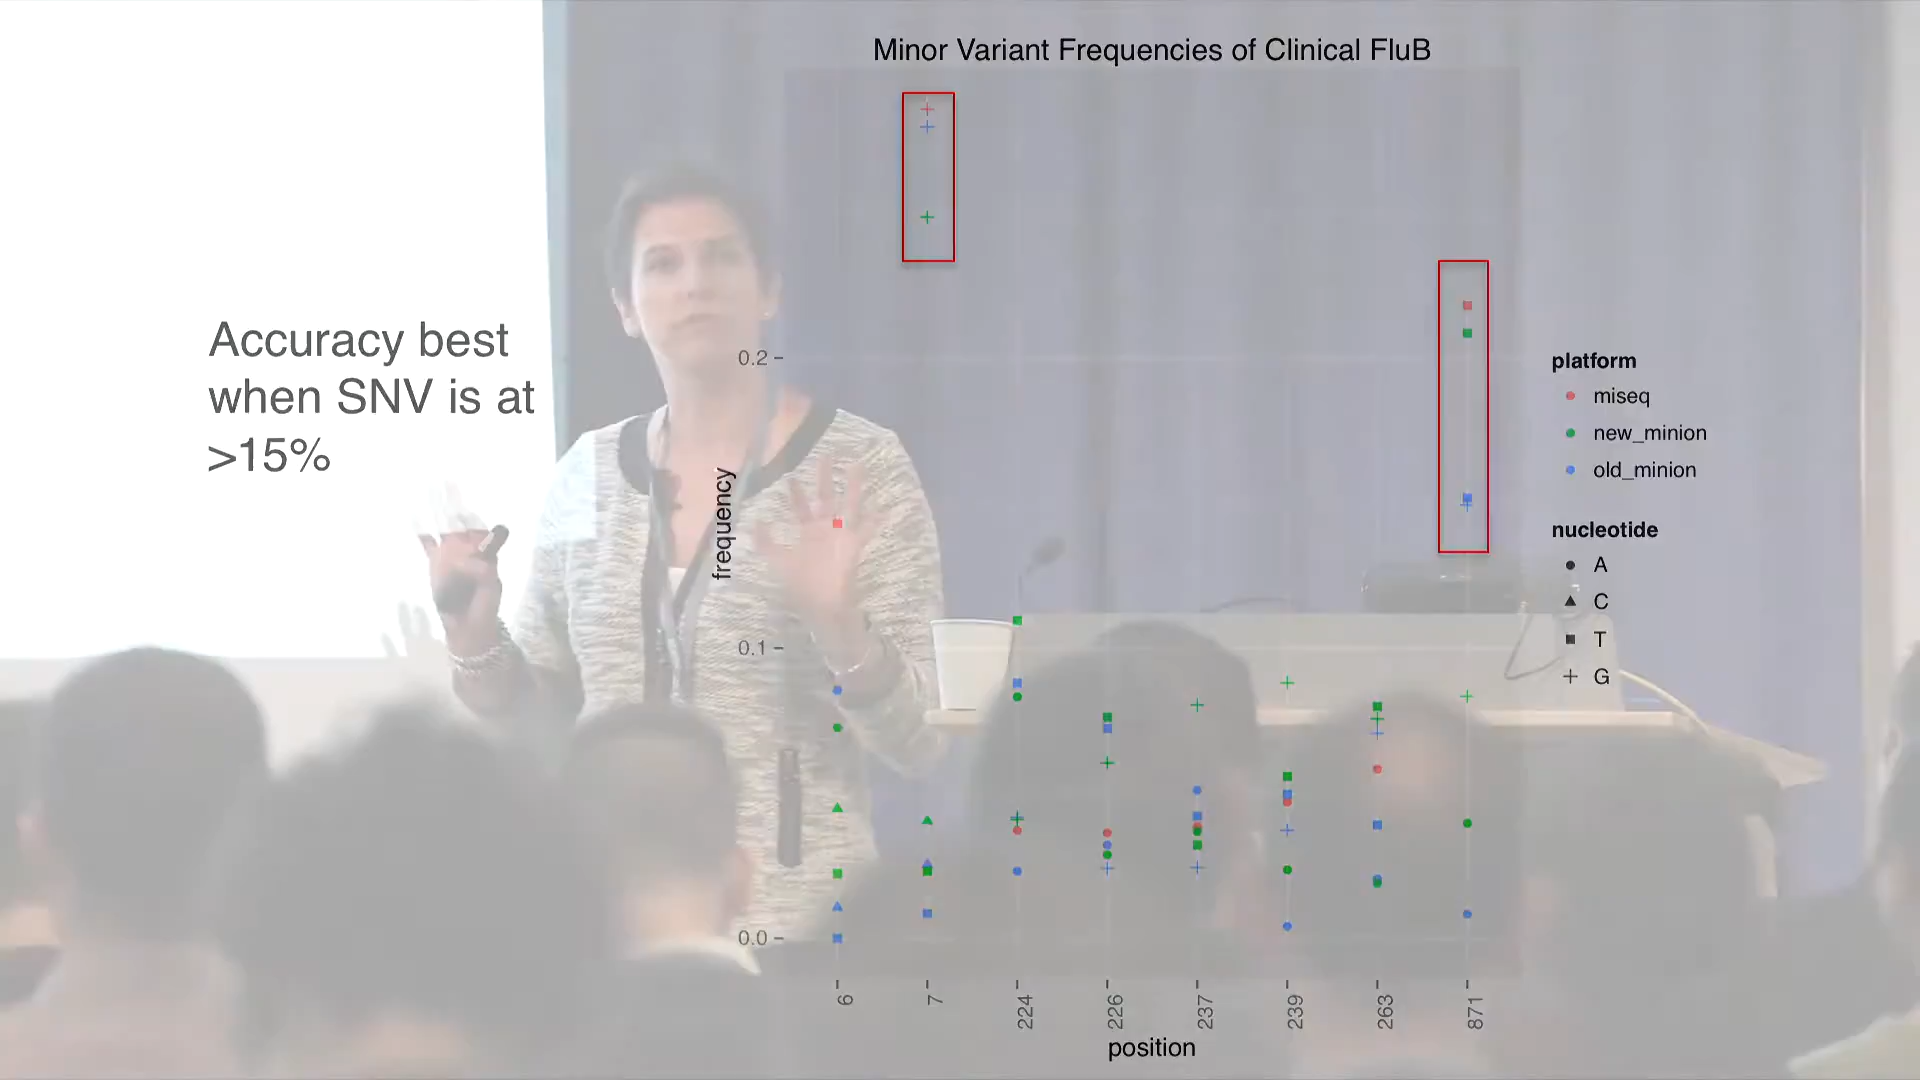 Minor Variant Frequencies of Clinical FluB
Accuracy best
when SNV is at
>15%
frequency
0.2
0.1
0.0
6
7
224
226
237
239
263
871
position
platform
miseq
new_minion
old_minion
nucleotide
A
C
T
G